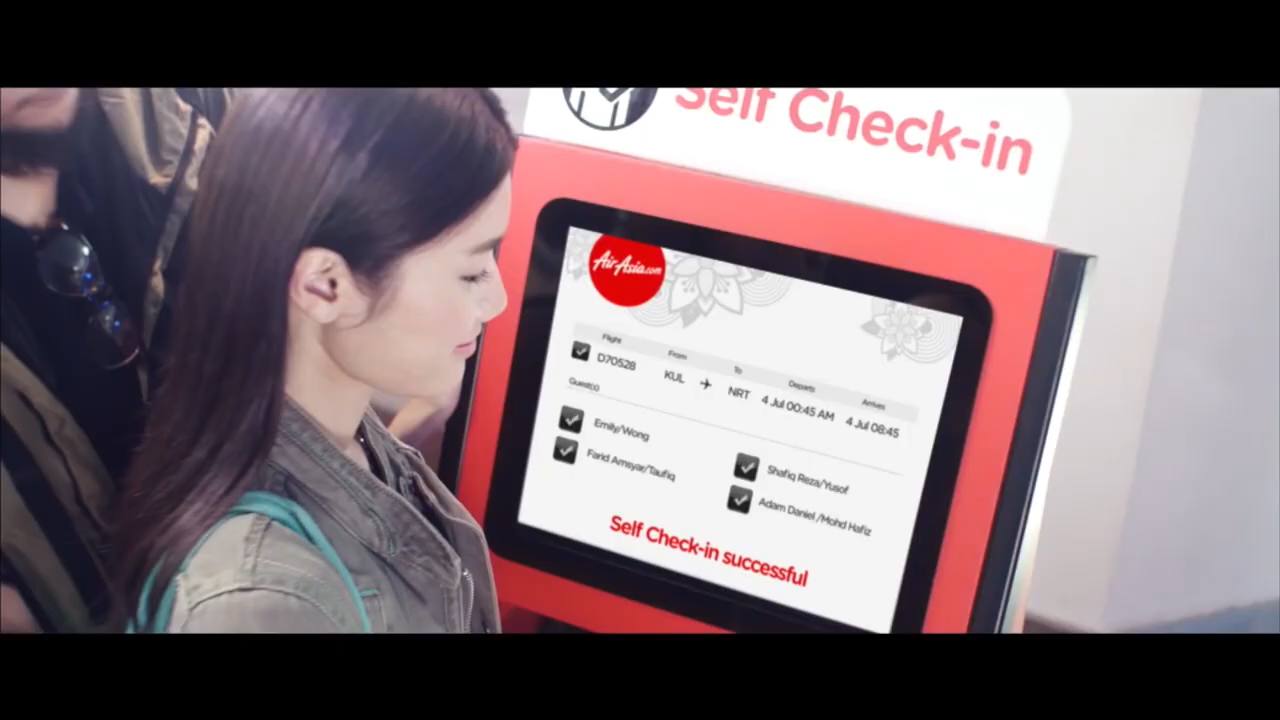 Self Check-in
AirAsia.com
Flight From To Departs Arrives
D70528 KUL NRT 4 Jul 00:45 AM 4 Jul 08:45
Guest(s)
Emily/Wong
Farid Amsyar/Taufiq
Shafiq Reza/Yusof
Adam Daniel /Mohd Hafiz
Self Check-in successful